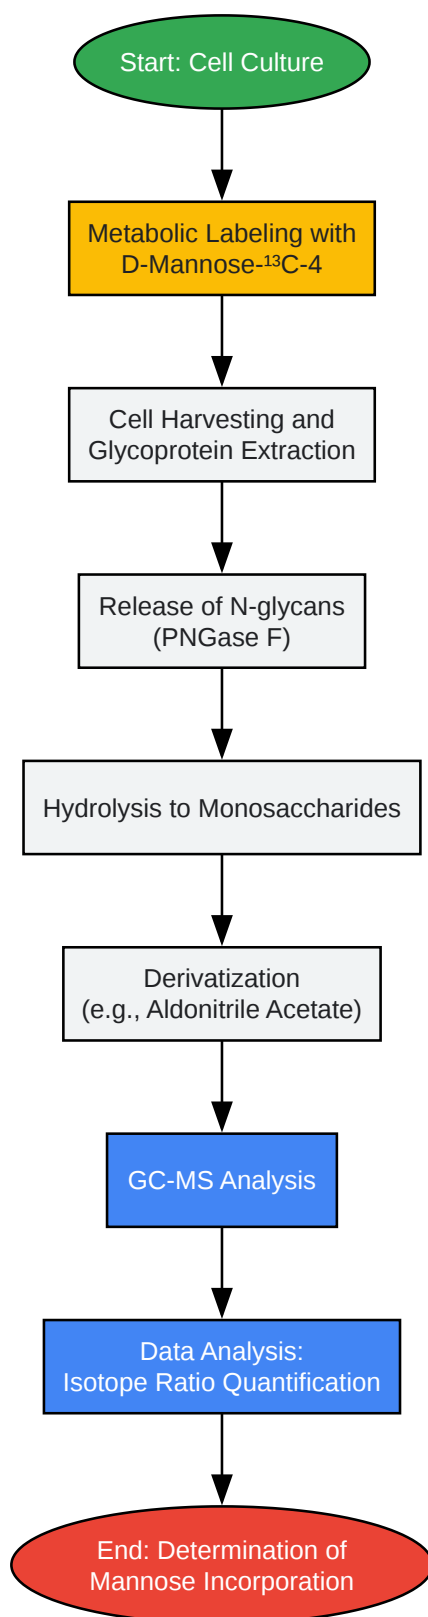 Start: Cell Culture
Metabolic Labeling with
D-Mannose-¹³C-4
Cell Harvesting and
Glycoprotein Extraction
Release of N-glycans
(PNGase F)
Hydrolysis to Monosaccharides
Derivatization
(e.g., Aldonitrile Acetate)
GC-MS Analysis
Data Analysis:
Isotope Ratio Quantification
End: Determination of
Mannose Incorporation